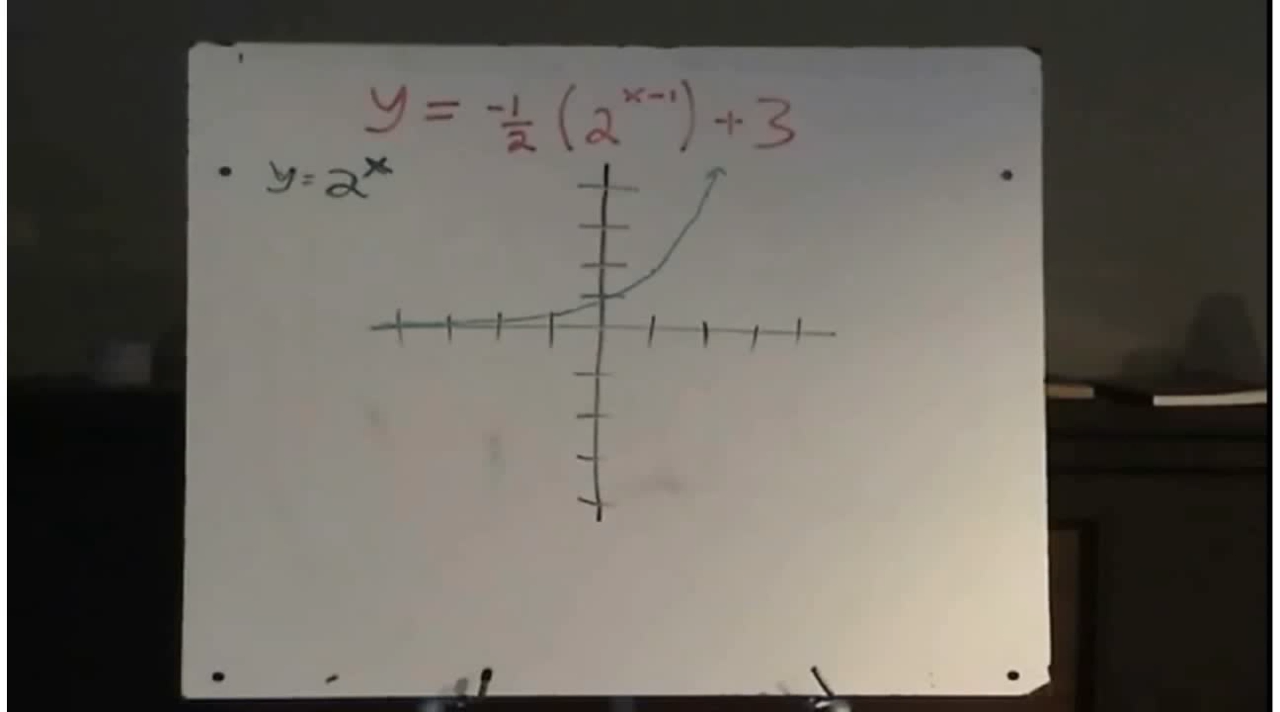 y = -1/2 (2^{x-1}) + 3
y = 2^x